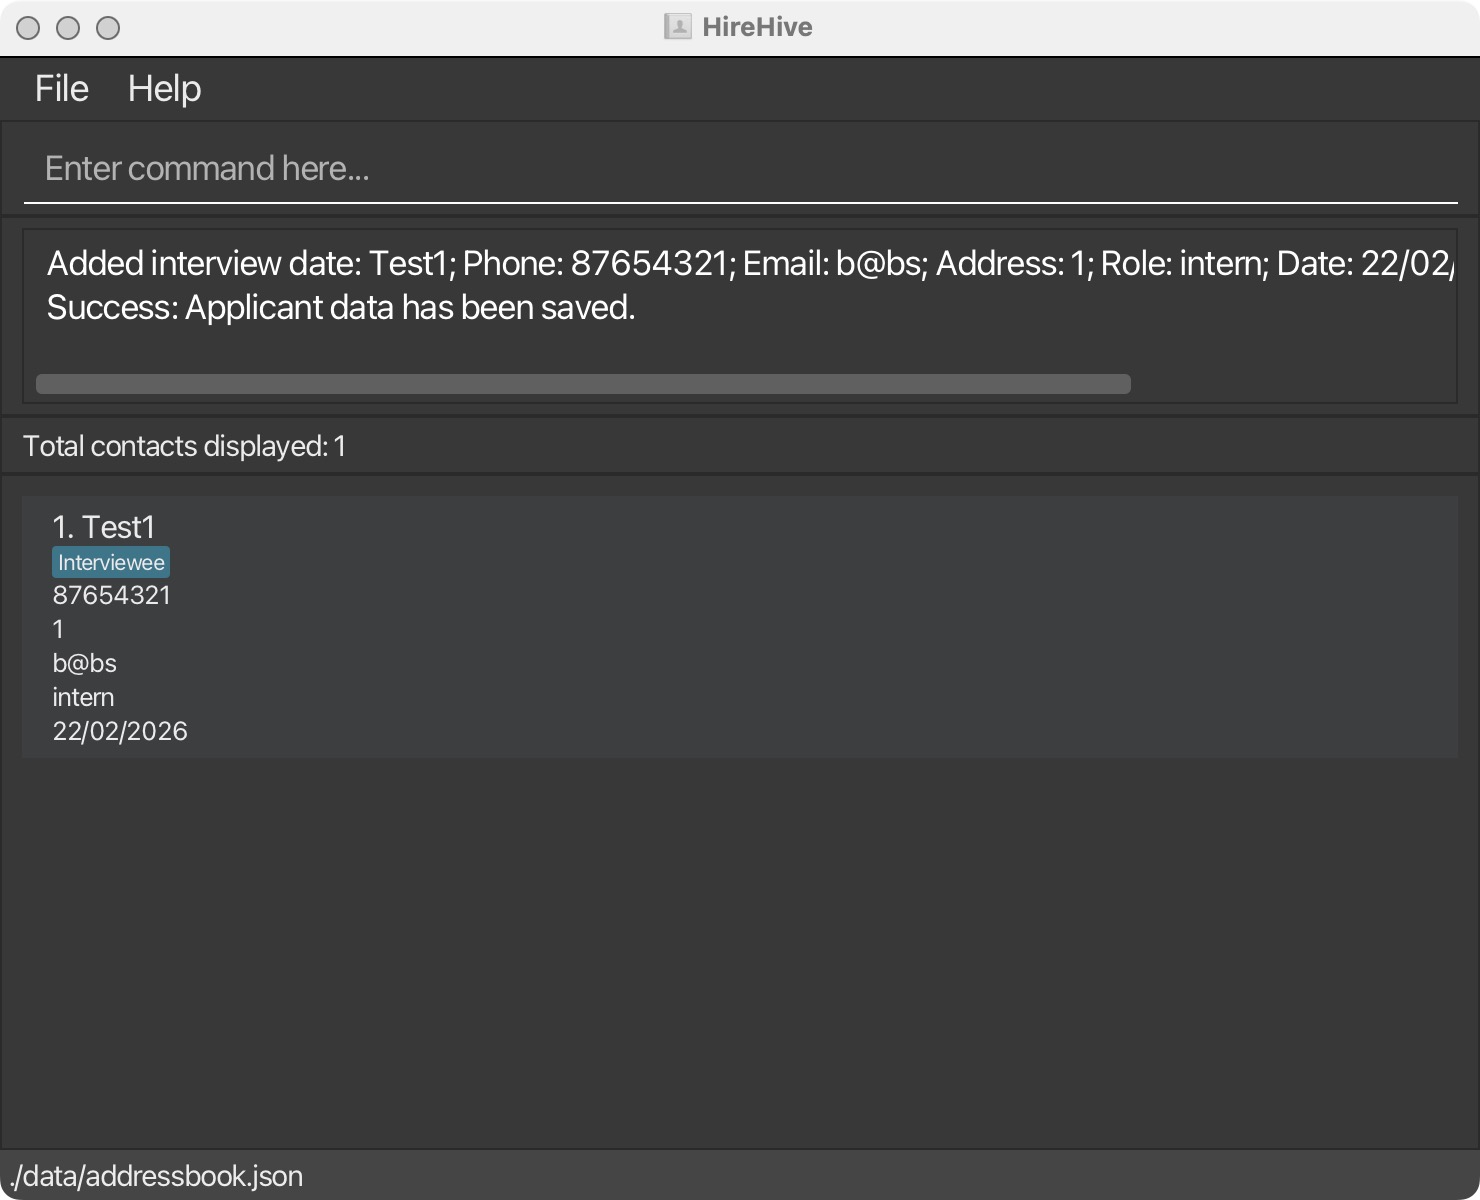 HireHive
File Help
Enter command here...
Added interview date: Test1; Phone: 87654321; Email: b@bs; Address: 1; Role: intern; Date: 22/02/
Success: Applicant data has been saved.
Total contacts displayed: 1
1. Test1
Interviewee
87654321
1
b@bs
intern
22/02/2026
./data/addressbook.json